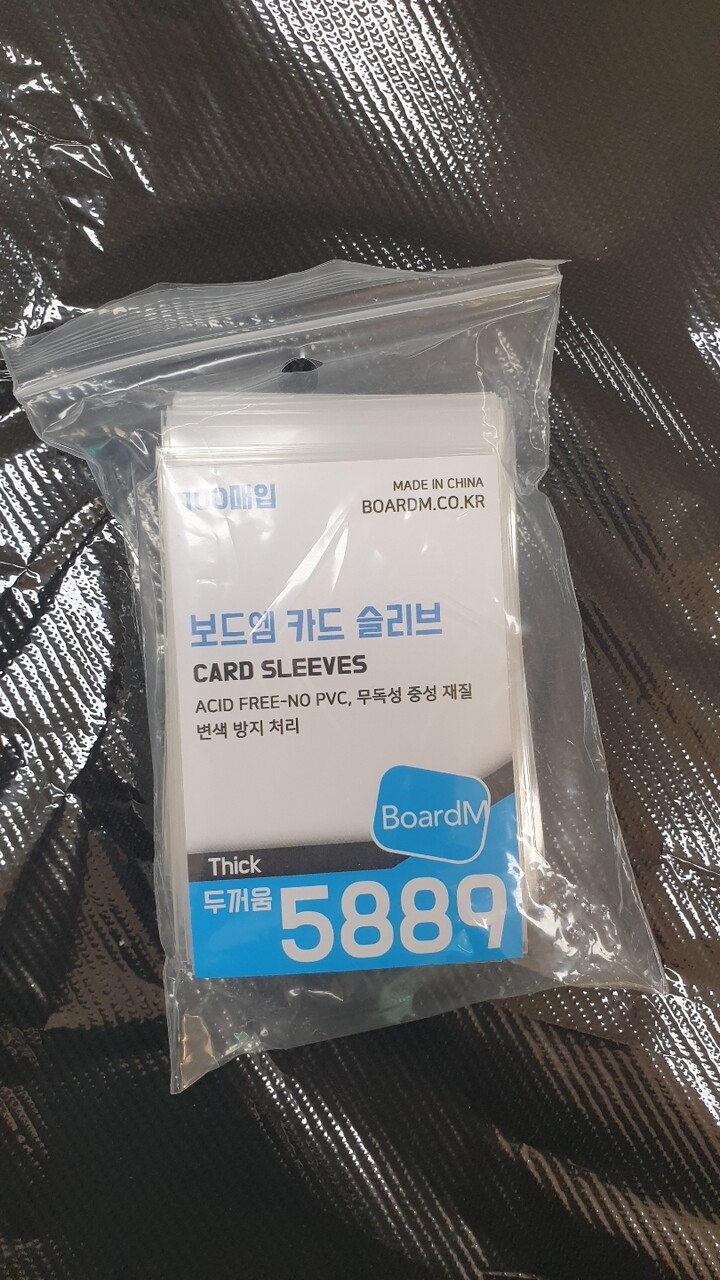 100매입
MADE IN CHINA
BOARDM.CO.KR
보드엠 카드 슬리브
CARD SLEEVES
ACID FREE-NO PVC, 무독성 중성 재질
변색 방지 처리
BoardM
Thick
두꺼움 5889